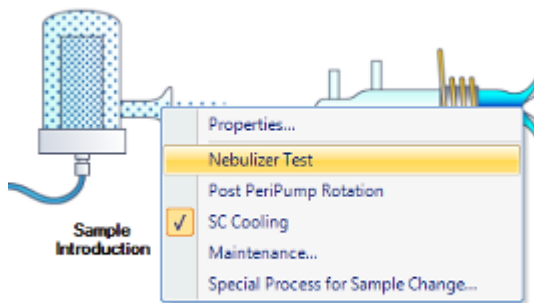 Properties...
Nebulizer Test
Post PeriPump Rotation
SC Cooling
Maintenance...
Special Process for Sample Change...
Sample
Introduction